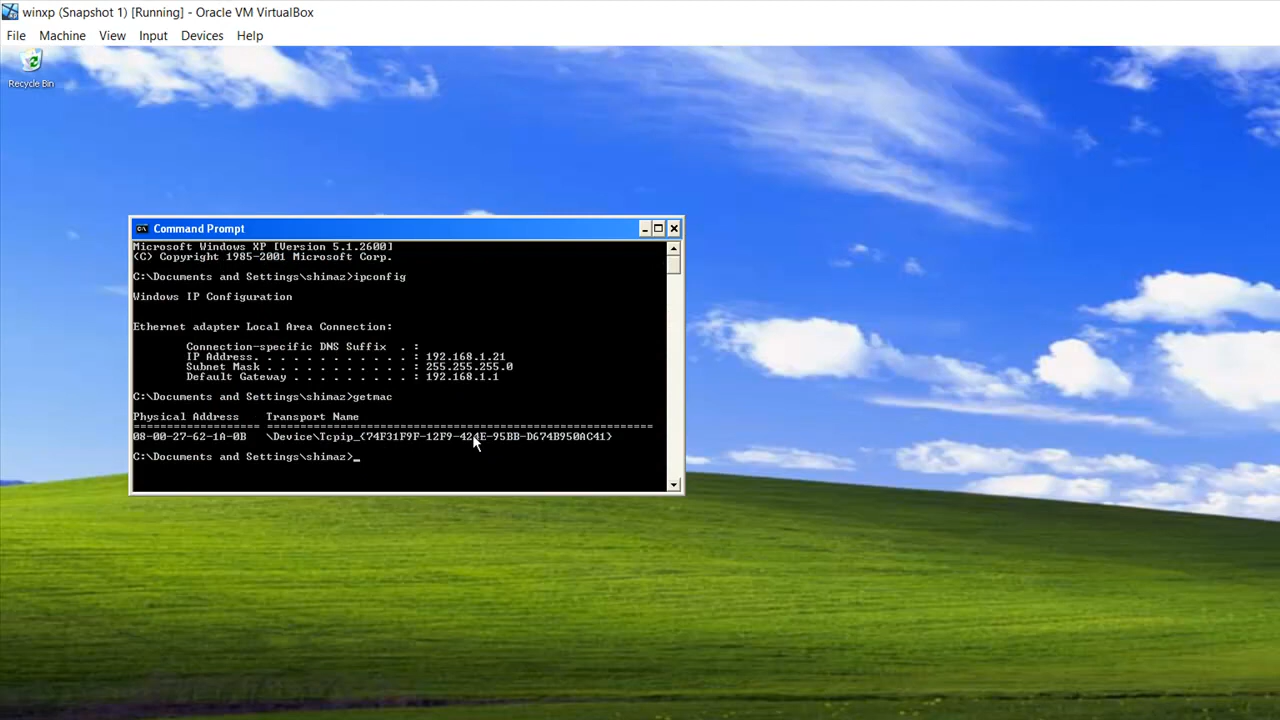 winxp (Snapshot 1) [Running] - Oracle VM VirtualBox
File Machine View Input Devices Help
Recycle Bin
Command Prompt
Microsoft Windows XP [Version 5.1.2600]
(C) Copyright 1985-2001 Microsoft Corp.
C:\Documents and Settings\shimaz>ipconfig
Windows IP Configuration
Ethernet adapter Local Area Connection:
Connection-specific DNS Suffix . :
IP Address. . . . . . . . . . . . : 192.168.1.21
Subnet Mask . . . . . . . . . . . : 255.255.255.0
Default Gateway . . . . . . . . . : 192.168.1.1
C:\Documents and Settings\shimaz>getmac
Physical Address Transport Name
=================== ==========================================================
08-00-27-62-1A-0B \Device\Tcpip_{74F31F9F-12F9-424E-95BB-D674B950AC41}
C:\Documents and Settings\shimaz>_